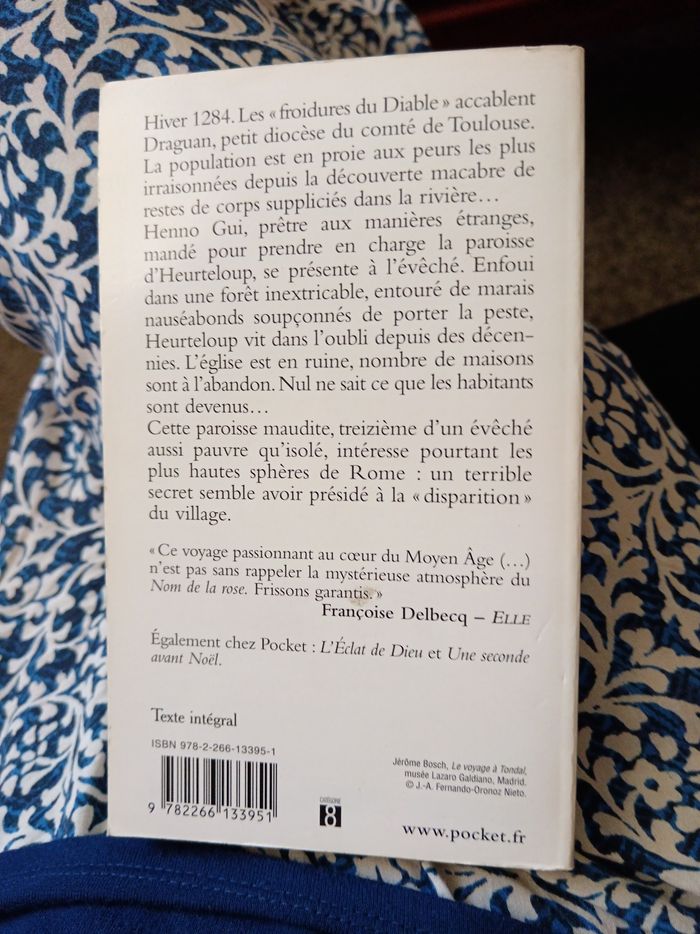 Hiver 1284. Les « froidures du Diable » accablent
Draguan, petit diocèse du comté de Toulouse.
La population est en proie aux peurs les plus
irraisonnées depuis la découverte macabre de
restes de corps suppliciés dans la rivière…
Henno Gui, prêtre aux manières étranges,
mandé pour prendre en charge la paroisse
d’Heurteloup, se présente à l’évêché. Enfoui
dans une forêt inextricable, entouré de marais
nauséabonds soupçonnés de porter la peste,
Heurteloup vit dans l’oubli depuis des décen-
nies. L’église est en ruine, nombre de maisons
sont à l’abandon. Nul ne sait ce que les habitants
sont devenus…
Cette paroisse maudite, treizième d’un évêché
aussi pauvre qu’isolé, intéresse pourtant les
plus hautes sphères de Rome : un terrible
secret semble avoir présidé à la « disparition »
du village.
« Ce voyage passionnant au cœur du Moyen Âge (…)
n’est pas sans rappeler la mystérieuse atmosphère du
Nom de la rose. Frissons garantis. »
Françoise Delbecq – ELLE
Également chez Pocket : L’Éclat de Dieu et Une seconde
avant Noël.
Texte intégral
ISBN 978-2-266-13395-1
9 782266 133951
CATÉGORIE
8
Jérôme Bosch, Le voyage à Tondal,
musée Lazaro Galdiano, Madrid.
© J.-A. Fernando-Oronoz Nieto.
www.pocket.fr